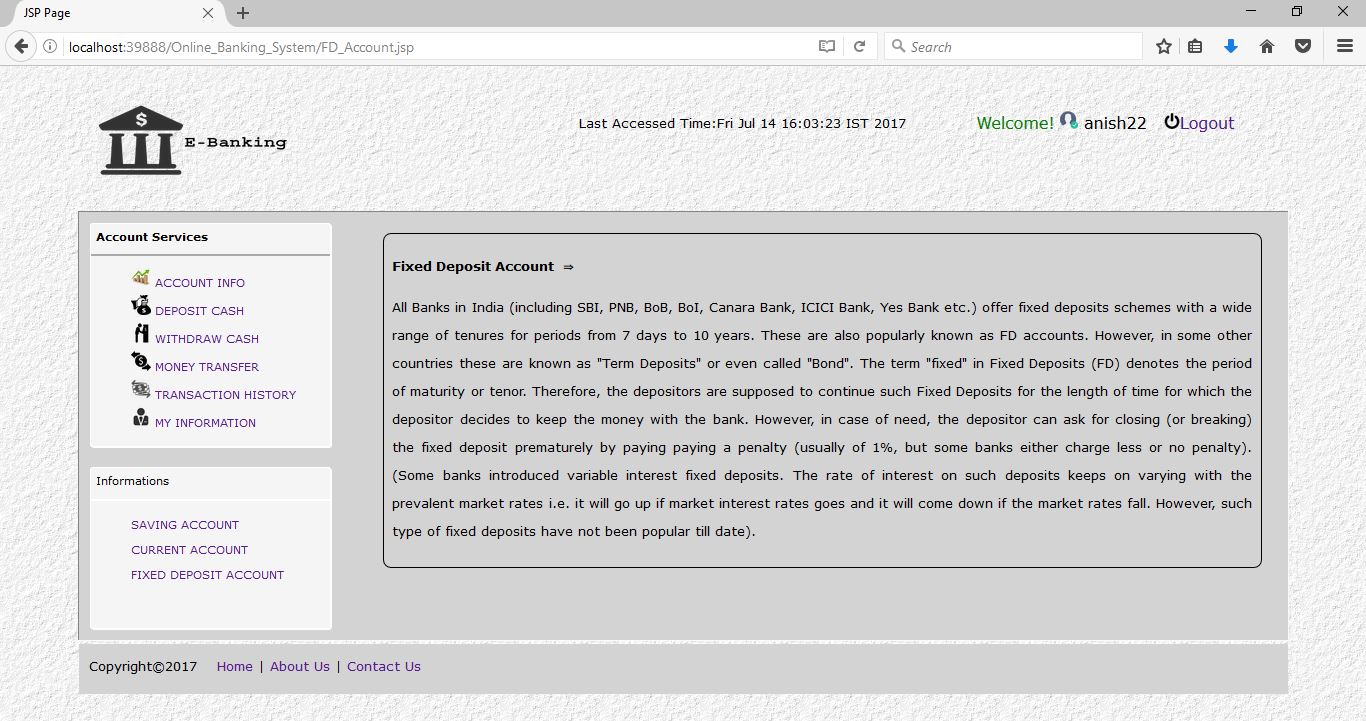 JSP Page
localhost:39888/Online_Banking_System/FD_Account.jsp
Search
$
E-Banking
Last Accessed Time:Fri Jul 14 16:03:23 IST 2017
Welcome! anish22 Logout
Account Services
ACCOUNT INFO
DEPOSIT CASH
WITHDRAW CASH
MONEY TRANSFER
TRANSACTION HISTORY
MY INFORMATION
Informations
SAVING ACCOUNT
CURRENT ACCOUNT
FIXED DEPOSIT ACCOUNT
Fixed Deposit Account ⇒
All Banks in India (including SBI, PNB, BoB, BoI, Canara Bank, ICICI Bank, Yes Bank etc.) offer fixed deposits schemes with a wide
range of tenures for periods from 7 days to 10 years. These are also popularly known as FD accounts. However, in some other
countries these are known as "Term Deposits" or even called "Bond". The term "fixed" in Fixed Deposits (FD) denotes the period
of maturity or tenor. Therefore, the depositors are supposed to continue such Fixed Deposits for the length of time for which the
depositor decides to keep the money with the bank. However, in case of need, the depositor can ask for closing (or breaking)
the fixed deposit prematurely by paying paying a penalty (usually of 1%, but some banks either charge less or no penalty).
(Some banks introduced variable interest fixed deposits. The rate of interest on such deposits keeps on varying with the
prevalent market rates i.e. it will go up if market interest rates goes and it will come down if the market rates fall. However, such
type of fixed deposits have not been popular till date).
Copyright©2017 Home | About Us | Contact Us